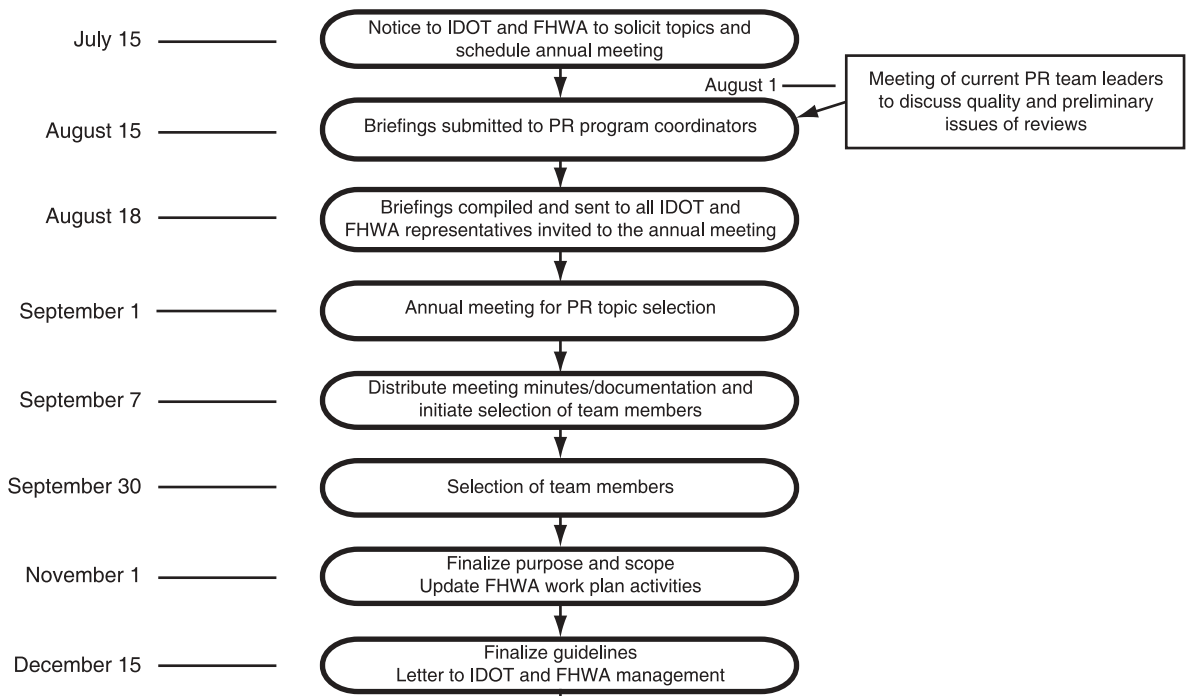 July 15
Notice to IDOT and FHWA to solicit topics and
schedule annual meeting
August 1
Meeting of current PR team leaders
to discuss quality and preliminary
issues of reviews
August 15
Briefings submitted to PR program coordinators
August 18
Briefings compiled and sent to all IDOT and
FHWA representatives invited to the annual meeting
September 1
Annual meeting for PR topic selection
September 7
Distribute meeting minutes/documentation and
initiate selection of team members
September 30
Selection of team members
November 1
Finalize purpose and scope
Update FHWA work plan activities
December 15
Finalize guidelines
Letter to IDOT and FHWA management